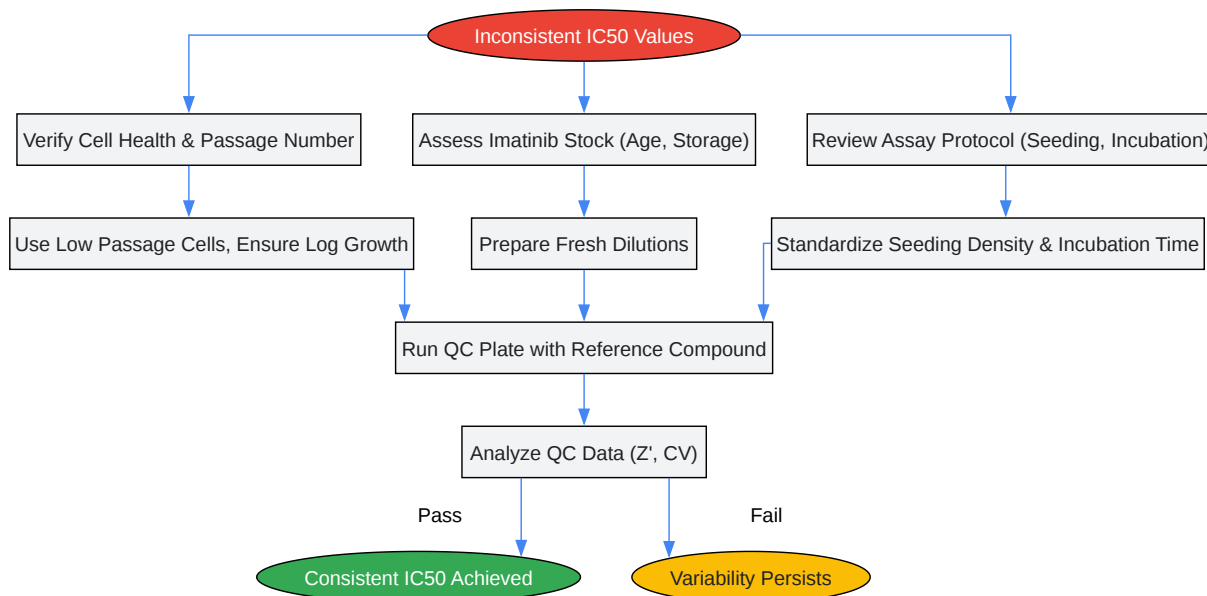 Inconsistent IC50 Values
Verify Cell Health & Passage Number
Assess Imatinib Stock (Age, Storage)
Review Assay Protocol (Seeding, Incubation)
Use Low Passage Cells, Ensure Log Growth
Prepare Fresh Dilutions
Standardize Seeding Density & Incubation Time
Run QC Plate with Reference Compound
Analyze QC Data (Z', CV)
Pass
Fail
Consistent IC50 Achieved
Variability Persists